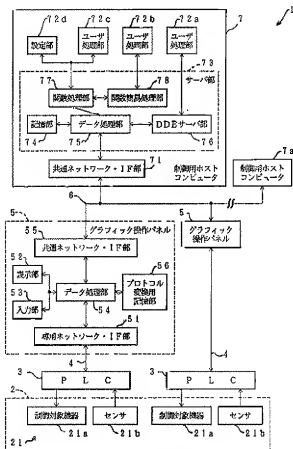 1
72d
72c
72b
72a
7
設定部
ユーザ
処理部
ユーザ
処理部
ユーザ
処理部
73
サーバ部
77
78
関数処理部
関数簡易処理部
記憶部
データ処理部
DDEサーバ部
74
75
76
71
共通ネットワーク・IF部
制御用ホスト
コンピュータ
7a
制御用ホスト
コンピュータ
6
5
グラフィック操作パネル
5
55
共通ネットワーク・IF部
グラフィック
操作パネル
52
表示部
56
プロトコル
変換用
記憶部
53
データ処理部
入力部
54
51
専用ネットワーク・IF部
4
4
3
PLC
3
PLC
2
制御対象機器
センサ
制御対象機器
センサ
21a
21b
21a
21b
21